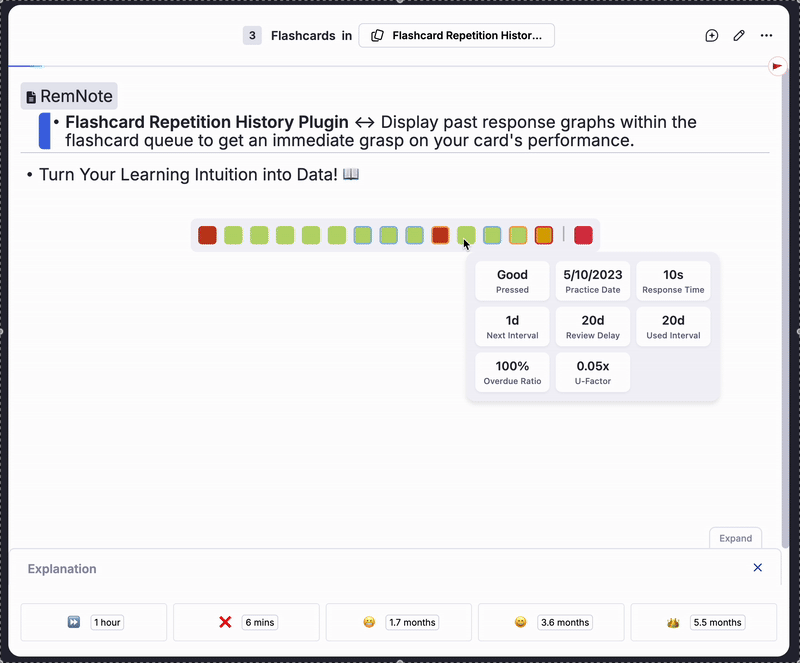 3 Flashcards in Flashcard Repetition Histor...
RemNote
• Flashcard Repetition History Plugin ↔ Display past response graphs within the
flashcard queue to get an immediate grasp on your card's performance.
• Turn Your Learning Intuition into Data! 📖
Good 5/10/2023 10s
Pressed Practice Date Response Time
1d 20d 20d
Next Interval Review Delay Used Interval
100% 0.05x
Overdue Ratio U-Factor
Expand
Explanation
1 hour 6 mins 1.7 months 3.6 months 5.5 months